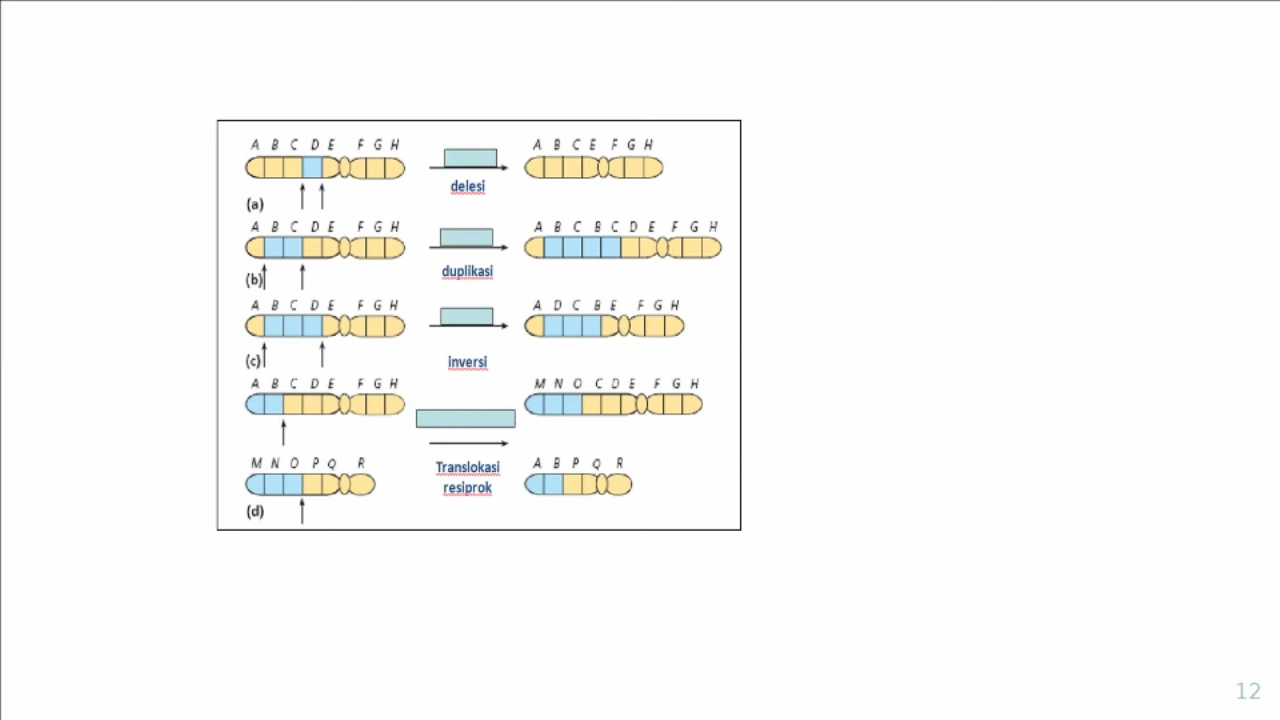 A B C D E F G H
A B C E F G H
delesi
(a)
A B C D E F G H
A B C B C D E F G H
duplikasi
(b)
A B C D E F G H
A D C B E F G H
inversi
(c)
A B C D E F G H
M N O C D E F G H
M N O P Q R
Translokasi
resiprok
A B P Q R
(d)
12